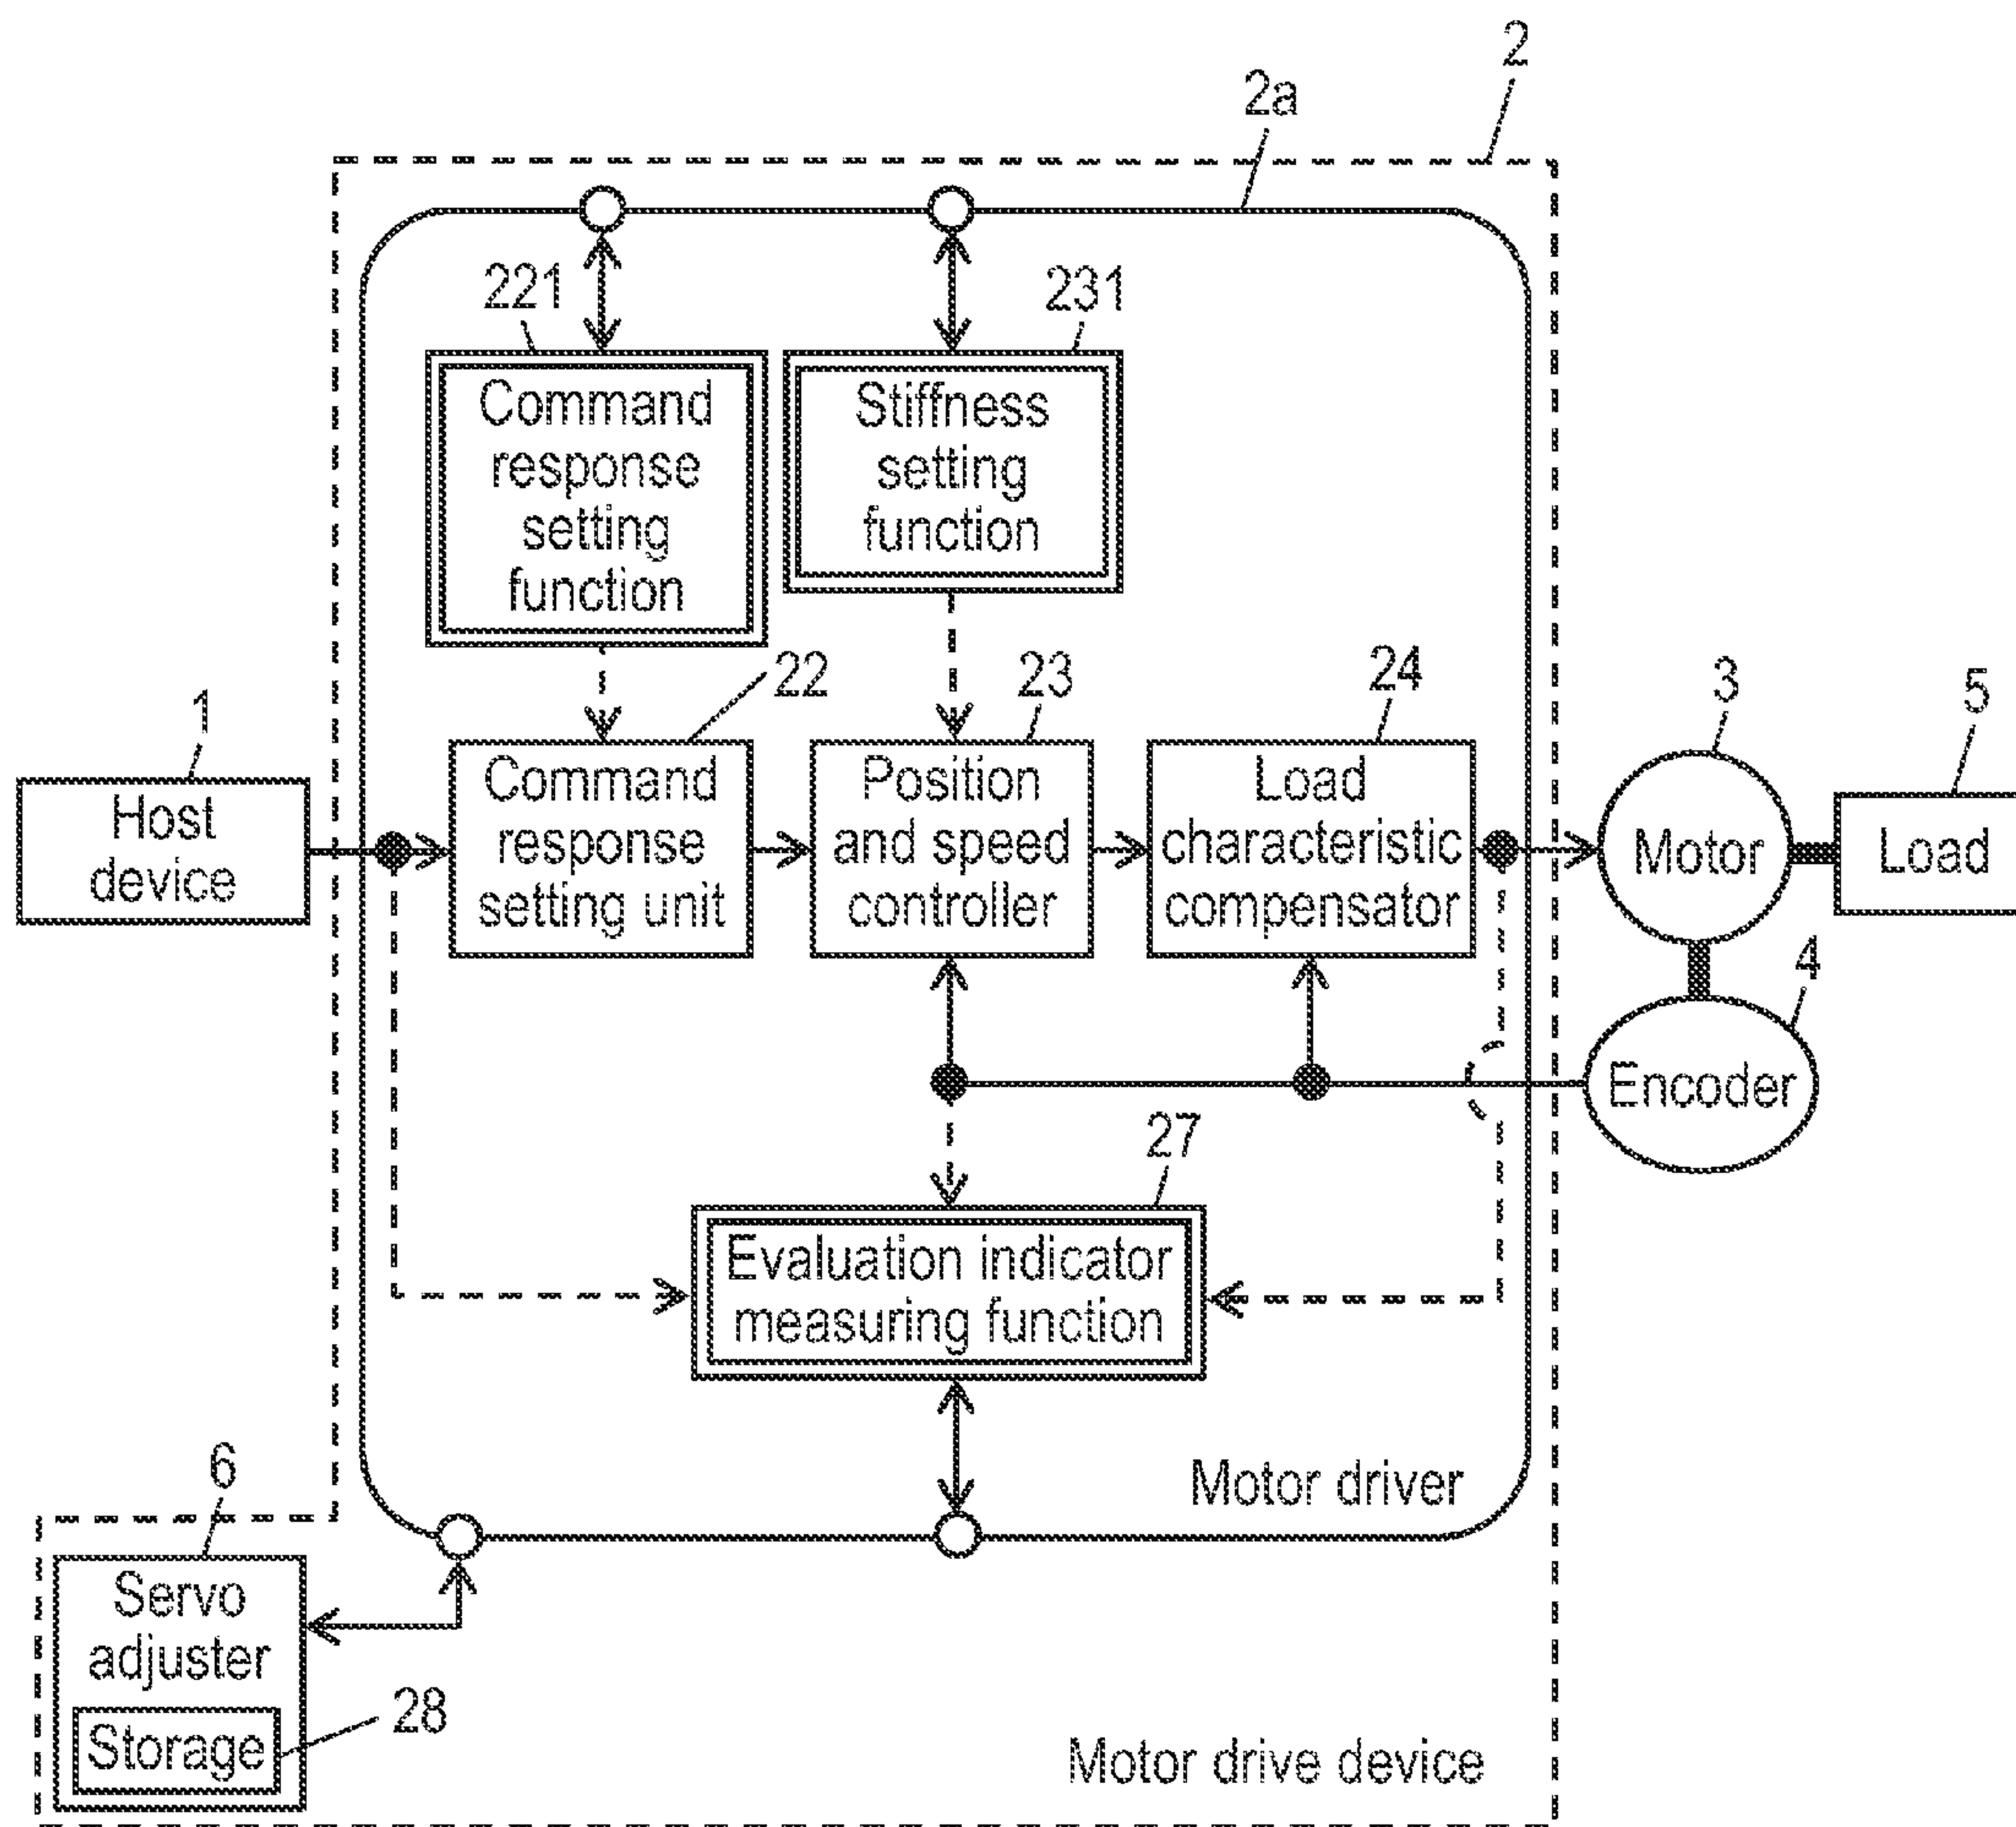 2
2a
221
231
Command
response
setting
function
Stiffness
setting
function
1
22
23
24
3
5
Host
device
Command
response
setting unit
Position
and speed
controller
Load
characteristic
compensator
Motor
Load
4
Encoder
27
Evaluation indicator
measuring function
6
Motor driver
Servo
adjuster
28
Storage
Motor drive device